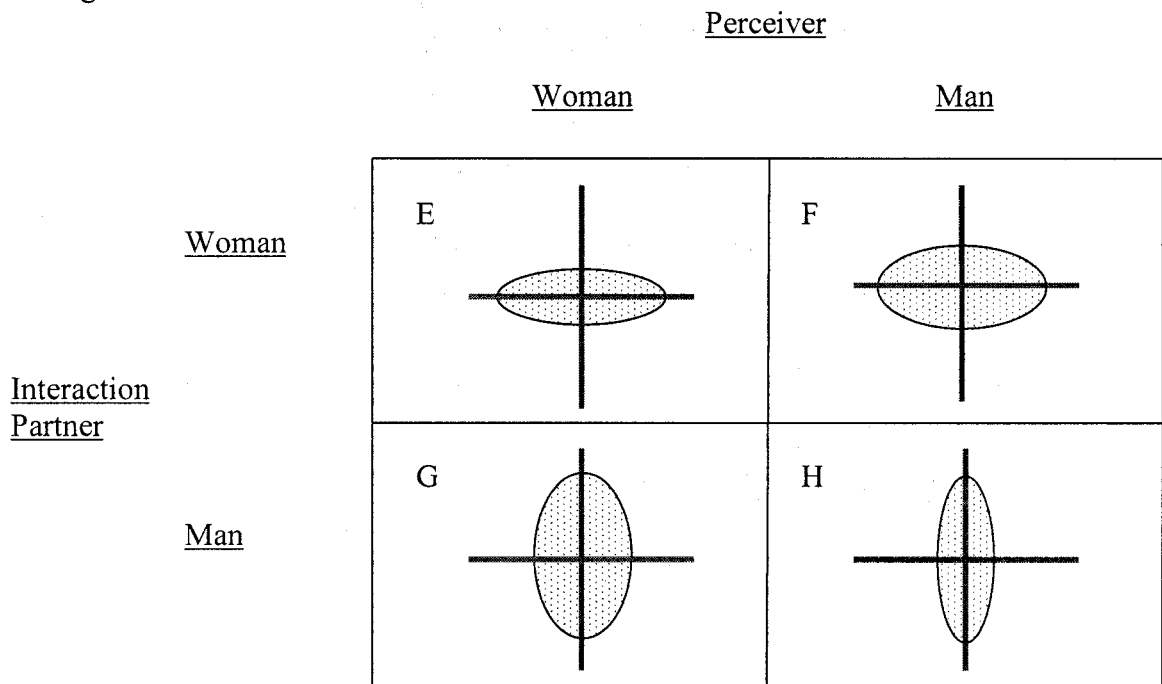 Perceiver
Woman
Man
E
F
Woman
Interaction
Partner
G
H
Man